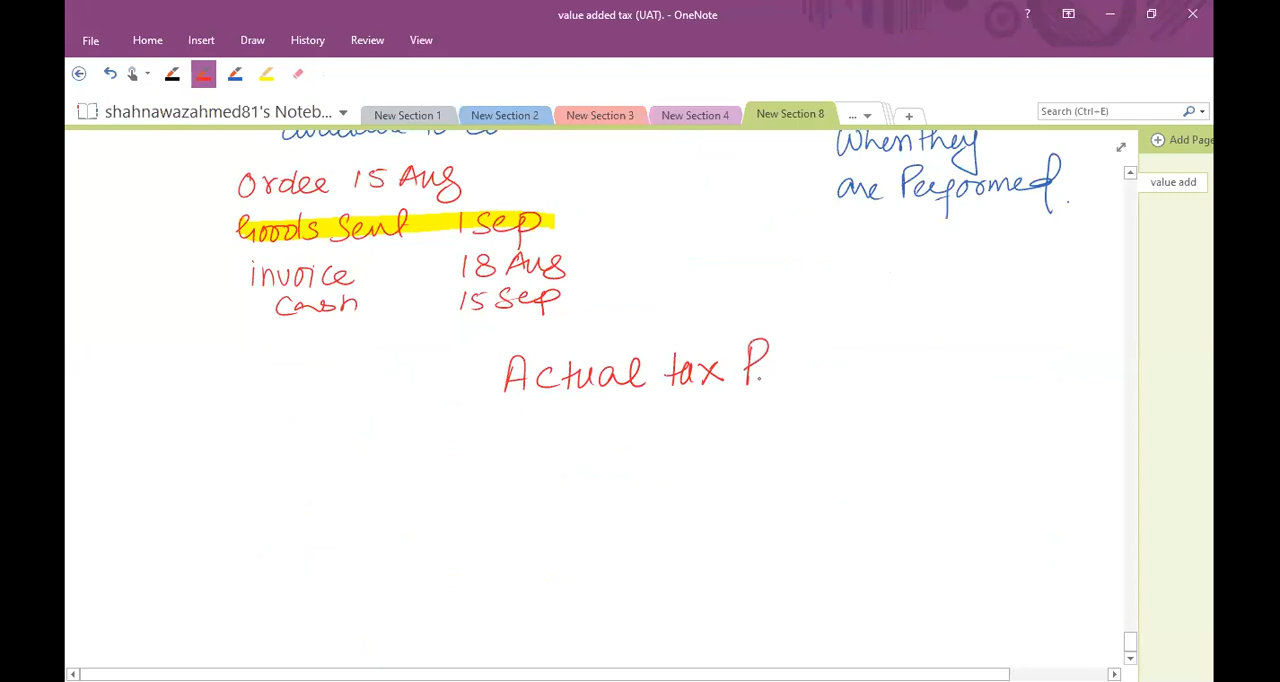 value added tax (UAT). - OneNote
?
File Home Insert Draw History Review View
shahnawazahmed81's Noteb... New Section 1 New Section 2 New Section 3 New Section 4 New Section 8 ... + Search (Ctrl+E)
Add Page
value add
When they
are Performed.
Order 15 Aug
Goods Sent 1 Sep
invoice 18 Aug
Cash 15 Sep
Actual tax P